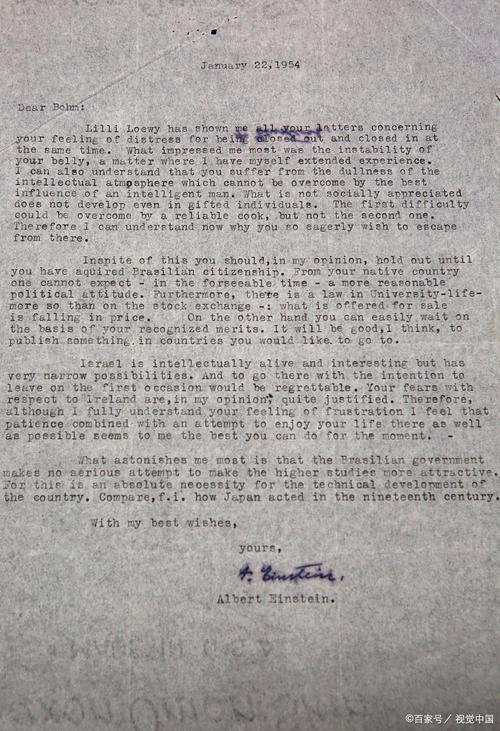 January 22,1954
Dear Bohm:
Lilli Loewy has shown me all your letters concerning
your feeling of distress for being closed out and closed in at
the same time. What impressed me most was the instability of
your belly, a matter where I have myself extended experience.
I can also understand that you suffer from the dullness of the
intellectual atmosphere which cannot be overcome by the best
influence of an intelligent man. What is not socially appreciated
does not develop even in gifted individuals. The first difficulty
could be overcome by a reliable cook, but not the second one.
Therefore I can understand now why you so eagerly wish to escape
from there.
Inspite of this you should,in my opinion, hold out until
you have aquired Brasilian citizenship. From your native country
one cannot expect - in the forseeable time - a more reasonable
political attitude. Furthermore, there is a law in University-life-
more so than on the stock exchange -: what is offered for sale
is falling in price. On the other hand you can easily wait on
the basis of your recognized merits. It will be good,I think, to
publish something in countries you would like to go to.
Israel is intellectually alive and interesting but has
very narrow possibilities. And to go there with the intention to
leave on the first occasion would be regrettable. Your fears with
respect to Ireland are,in my opinion, quite justified. Therefore,
although I fully understand your feeling of frustration I feel that
patience combined with an attempt to enjoy your life there as well
as possible seems to me the best you can do for the moment. -
What astonishes me most is that the Brasilian government
makes no serious attempt to make the higher studies more attractive.
For this is an absolute necessity for the technical development of
the country. Compare,f.i. how Japan acted in the nineteenth century.
With my best wishes,
yours,
A. Einstein.
Albert Einstein.
©百家号／视觉中国